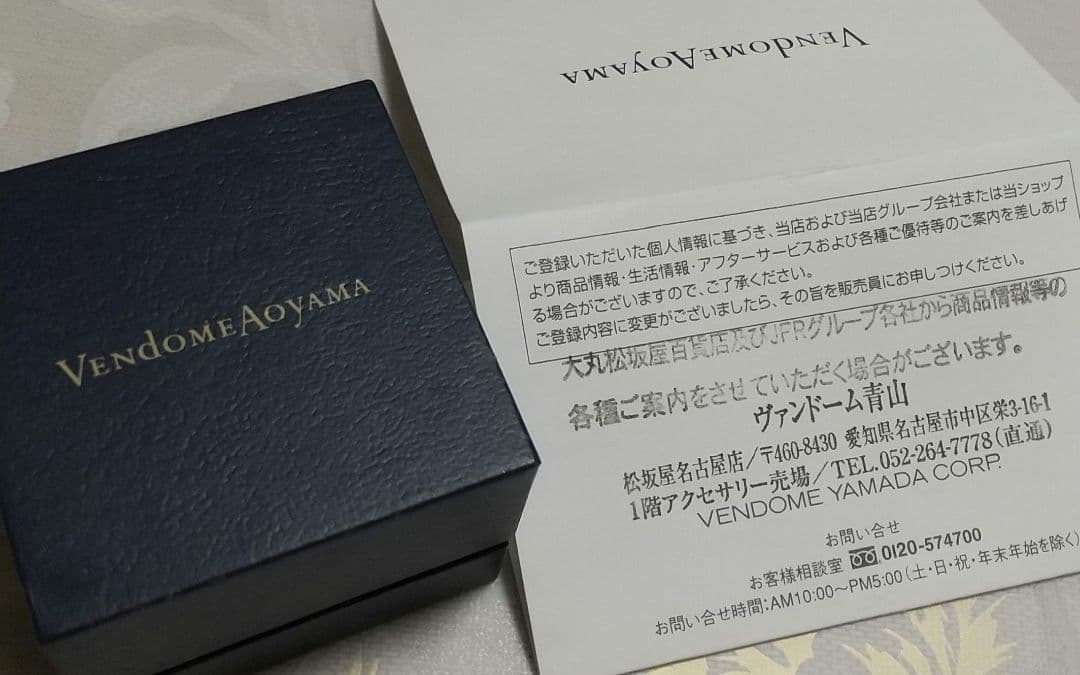 VENDOMEAOYAMA
VENDOMEAOYAMA
ご登録いただいた個人情報に基づき、当店および当店グループ会社または当ショップ
より商品情報・生活情報・アフターサービスおよび各種ご優待等のご案内を差しあげ
る場合がございますので、ご了承ください。
ご登録内容に変更がございましたら、その旨を販売員にお申しつけください。
大丸松坂屋百貨店及びJFRグループ各社から商品情報等の
各種ご案内をさせていただく場合がございます。
ヴァンドーム青山
松坂屋名古屋店/〒460-8430 愛知県名古屋市中区栄3-16-1
1階アクセサリー売場/TEL.052-264-7778(直通)
VENDOME YAMADA CORP.
お問い合せ
お客様相談室 0120-574700
お問い合せ時間:AM10:00~PM5:00(土・日・祝・年末年始を除く)